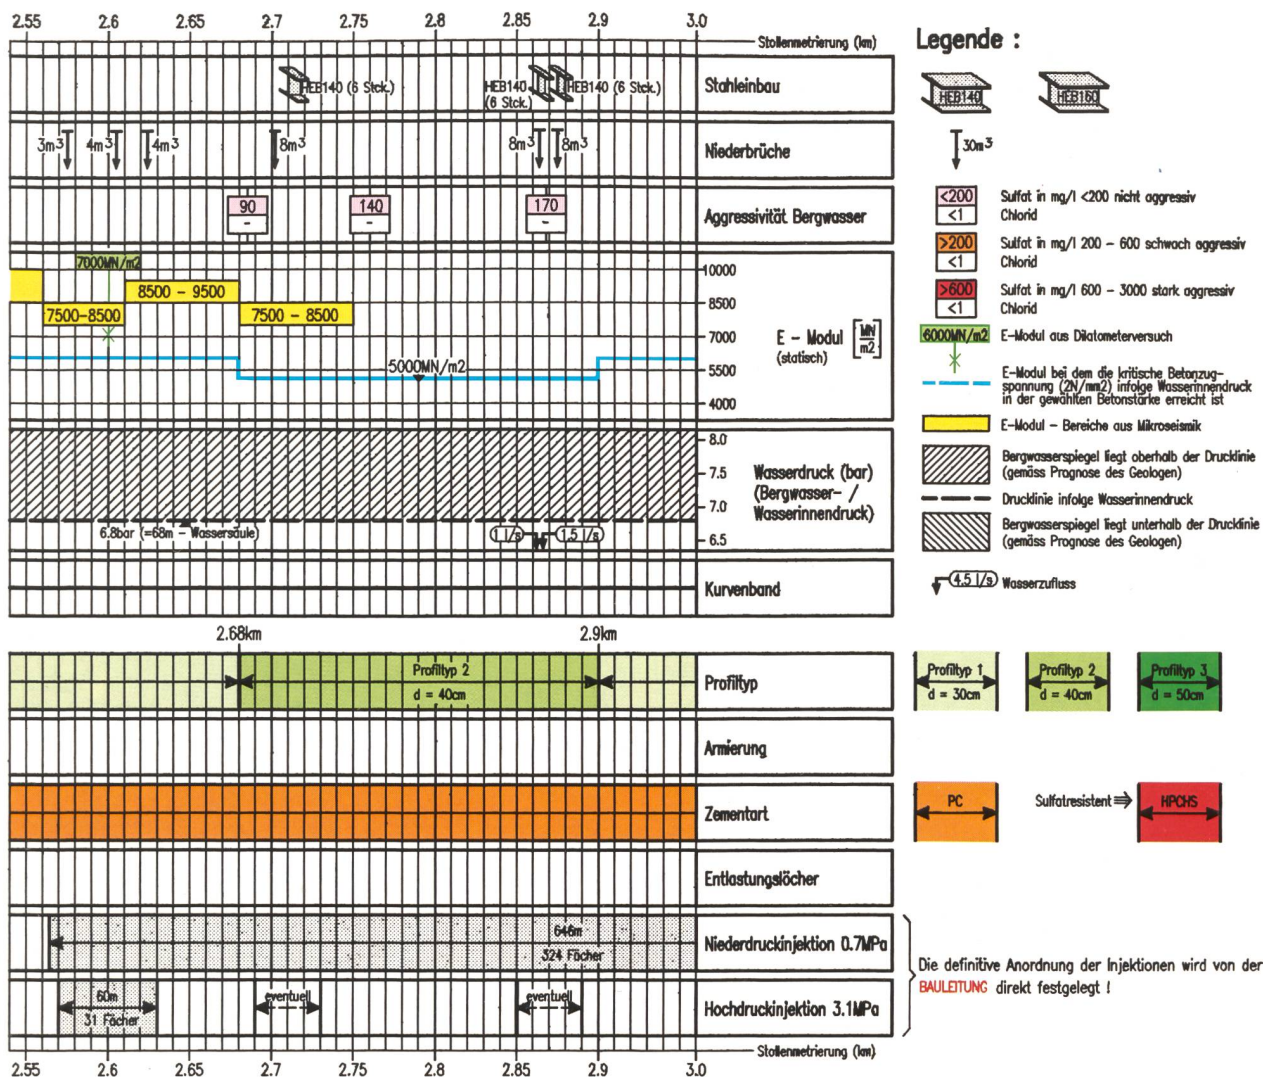 2.55 2.6 2.65 2.7 2.75 2.8 2.85 2.9 3.0
Stollenmetrierung (km)
HEB140 (6 Stck.)
HEB140
(6 Stck.)
HEB140 (6 Stck.)
Stahleinbau
3m³ 4m³ 4m³ 8m³ 8m³ 8m³
Niederbrüche
90
-
140
-
170
-
Aggressivität Bergwasser
7000MN/m2
7500-8500
8500 - 9500
7500 - 8500
5000MN/m2
10000
8500
7000
5500
4000
E - Modul [MN/m2]
(statisch)
8.0
7.5
7.0
6.5
Wasserdruck (bar)
(Bergwasser- /
Wasserinnendruck)
6.8bar (=68m - Wassersäule)
1 l/s
1,5 l/s
Kurvenband
2.68km 2.9km
Profiltyp 2
d = 40cm
Profiltyp
Armierung
Zementart
Entlastungslöcher
646m
324 Fächer
Niederdruckinjektion 0.7MPa
60m
31 Fächer
eventuell
eventuell
Hochdruckinjektion 3.1MPa
Stollenmetrierung (km)
2.55 2.6 2.65 2.7 2.75 2.8 2.85 2.9 3.0
Legende :
HEB140 HEB160
30m³
<200
<1
Sulfat in mg/l <200 nicht aggressiv
Chlorid
>200
<1
Sulfat in mg/l 200 - 600 schwach aggressiv
Chlorid
>600
<1
Sulfat in mg/l 600 - 3000 stark aggressiv
Chlorid
6000MN/m2 E-Modul aus Dilatometerversuch
E-Modul bei dem die kritische Betonzug-
spannung (2N/mm2) infolge Wasserinnendruck
in der gewählten Betonstärke erreicht ist
E-Modul - Bereiche aus Mikroseismik
Bergwasserspiegel liegt oberhalb der Drucklinie
(gemäss Prognose des Geologen)
Drucklinie infolge Wasserinnendruck
Bergwasserspiegel liegt unterhalb der Drucklinie
(gemäss Prognose des Geologen)
4.5 l/s Wasserzufluss
Profiltyp 1
d = 30cm
Profiltyp 2
d = 40cm
Profiltyp 3
d = 50cm
PC
Sulfatresistent ⇛ HPCHS
Die definitive Anordnung der Injektionen wird von der
BAULEITUNG direkt festgelegt !